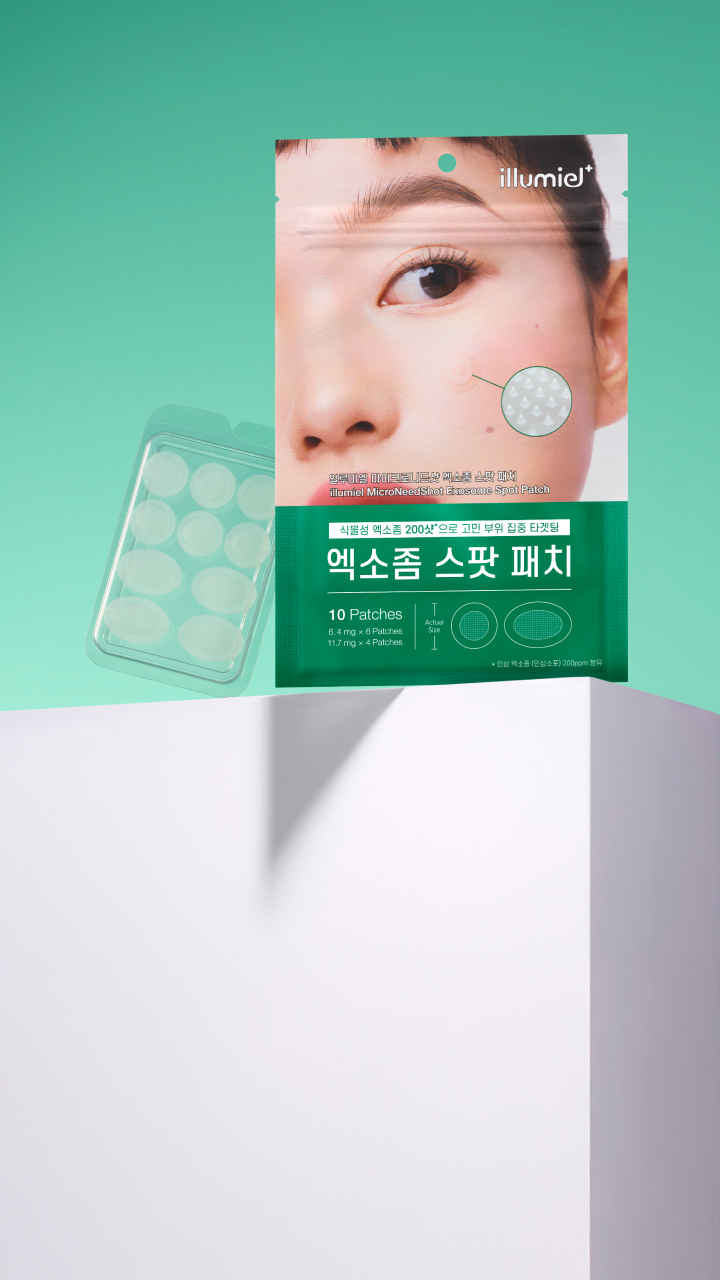 illumiel+
일루미엘 마이크로니들샷 엑소좀 스팟 패치
illumiel MicroNeedShot Exosome Spot Patch
식물성 엑소좀 200샷*으로 고민 부위 집중 타겟팅
엑소좀 스팟 패치
10 Patches
6.4 mg × 6 Patches
11.7 mg × 4 Patches
Actual
Size
* 인삼 엑소좀 (인삼소포) 200ppm 함유